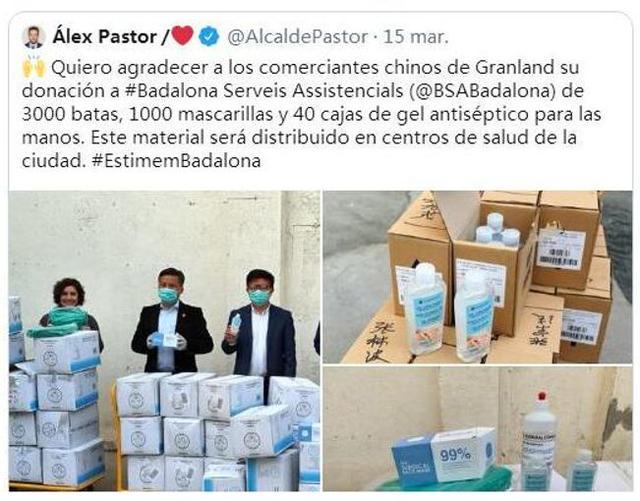 Álex Pastor /❤️ @AlcaldePastor · 15 mar.
🙌 Quiero agradecer a los comerciantes chinos de Granland su
donación a #Badalona Serveis Assistencials (@BSABadalona) de
3000 batas, 1000 mascarillas y 40 cajas de gel antiséptico para las
manos. Este material será distribuido en centros de salud de la
ciudad. #EstimemBadalona
99%
SURGICAL